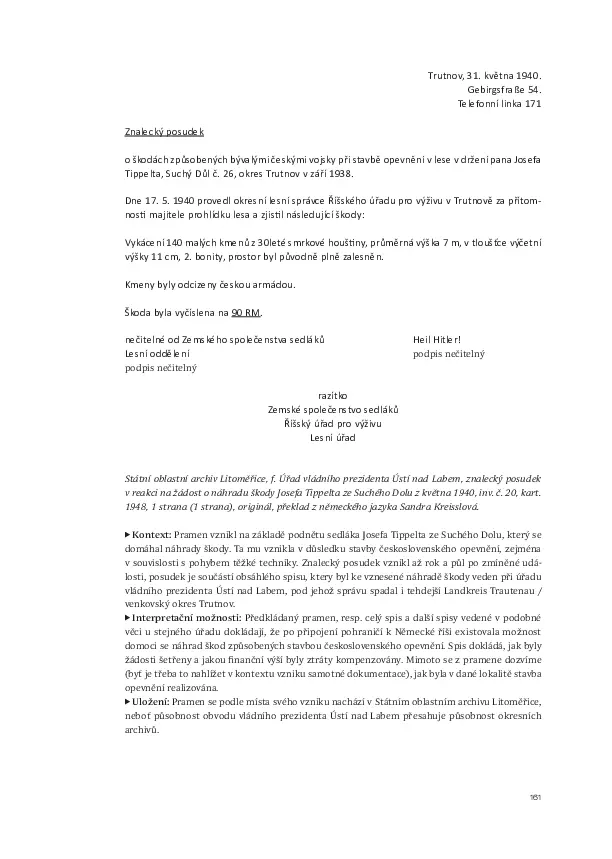 Trutnov, 31. května 1940.
Gebirgsfraße 54.
Telefonní linka 171
Znalecký posudek
o škodách způsobených bývalými českými vojsky při stavbě opevnění v lese v držení pana Josefa
Tippelta, Suchý Důl č. 26, okres Trutnov v září 1938.
Dne 17. 5. 1940 provedl okresní lesní správce Říšského úřadu pro výživu v Trutnově za přítom-
nosti majitele prohlídku lesa a zjistil následující škody:
Vykácení 140 malých kmenů z 30leté smrkové houštiny, průměrná výška 7 m, v tloušťce výčetní
výšky 11 cm, 2. bonity, prostor byl původně plně zalesněn.
Kmeny byly odcizeny českou armádou.
Škoda byla vyčíslena na 90 RM.
nečitelné od Zemského společenstva sedláků Heil Hitler!
Lesní oddělení podpis nečitelný
podpis nečitelný
razítko
Zemské společenstvo sedláků
Říšský úřad pro výživu
Lesní úřad
Státní oblastní archiv Litoměřice, f. Úřad vládního prezidenta Ústí nad Labem, znalecký posudek
v reakci na žádost o náhradu škody Josefa Tippelta ze Suchého Dolu z května 1940, inv. č. 20, kart.
1948, 1 strana (1 strana), originál, překlad z německého jazyka Sandra Kreisslová.
▶ Kontext: Pramen vznikl na základě podnětu sedláka Josefa Tippelta ze Suchého Dolu, který se
domáhal náhrady škody. Ta mu vznikla v důsledku stavby československého opevnění, zejména
v souvislosti s pohybem těžké techniky. Znalecký posudek vznikl až rok a půl po zmíněné udá-
losti, posudek je součástí obsáhlého spisu, který byl ke vznesené náhradě škody veden při úřadu
vládního prezidenta Ústí nad Labem, pod jehož správu spadal i tehdejší Landkreis Trautenau /
venkovský okres Trutnov.
▶ Interpretační možnosti: Předkládaný pramen, resp. celý spis a další spisy vedené v podobné
věci u stejného úřadu dokládají, že po připojení pohraničí k Německé říši existovala možnost
domoci se náhrad škod způsobených stavbou československého opevnění. Spis dokládá, jak byly
žádosti šetřeny a jakou finanční výší byly ztráty kompenzovány. Mimoto se z pramene dozvíme
(byť je třeba to nahlížet v kontextu vzniku samotné dokumentace), jak byla v dané lokalitě stavba
opevnění realizována.
▶ Uložení: Pramen se podle místa svého vzniku nachází v Státním oblastním archivu Litoměřice,
neboť působnost obvodu vládního prezidenta Ústí nad Labem přesahuje působnost okresních
archivů.
161